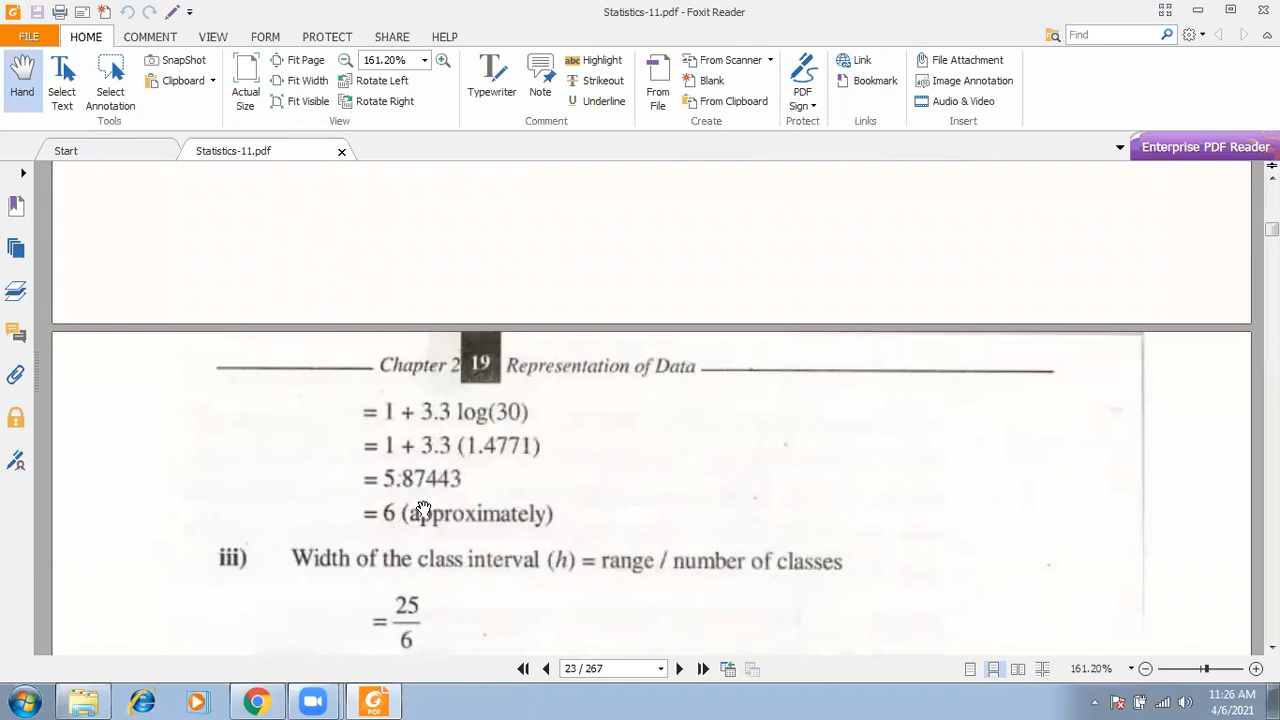 Statistics-11.pdf - Foxit Reader
FILE HOME COMMENT VIEW FORM PROTECT SHARE HELP
Find
Hand
Select Text
Select Annotation
Tools
SnapShot
Clipboard
Actual Size
Fit Page
Fit Width
Fit Visible
161.20%
Rotate Left
Rotate Right
View
Typewriter
Note
Highlight
Strikeout
Underline
Comment
From File
From Scanner
Blank
From Clipboard
Create
PDF Sign
Protect
Link
Bookmark
Links
File Attachment
Image Annotation
Audio & Video
Insert
Start
Statistics-11.pdf
Enterprise PDF Reader
Chapter 2 19 Representation of Data
= 1 + 3.3 log(30)
= 1 + 3.3 (1.4771)
= 5.87443
= 6 (approximately)
iii) Width of the class interval (h) = range / number of classes
= 25
6
23 / 267
161.20%
11:26 AM
4/6/2021